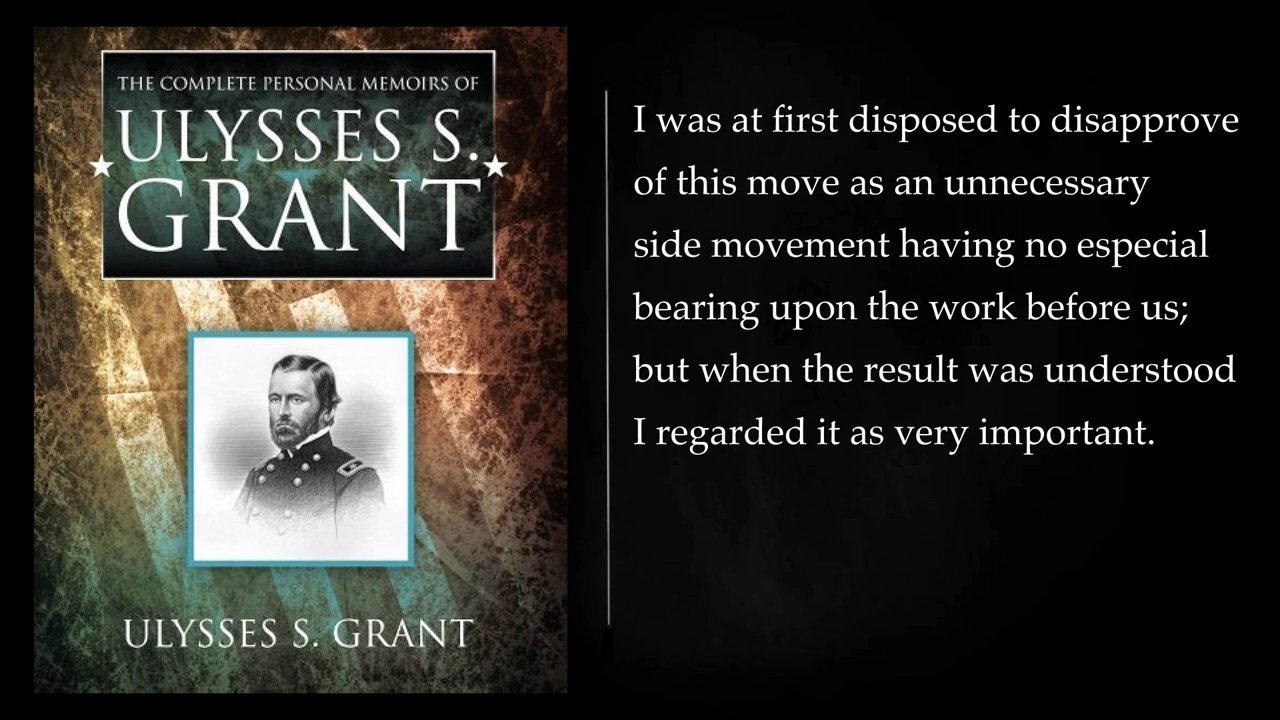 THE COMPLETE PERSONAL MEMOIRS OF
ULYSSES S.
GRANT
ULYSSES S. GRANT
I was at first disposed to disapprove
of this move as an unnecessary
side movement having no especial
bearing upon the work before us;
but when the result was understood
I regarded it as very important.